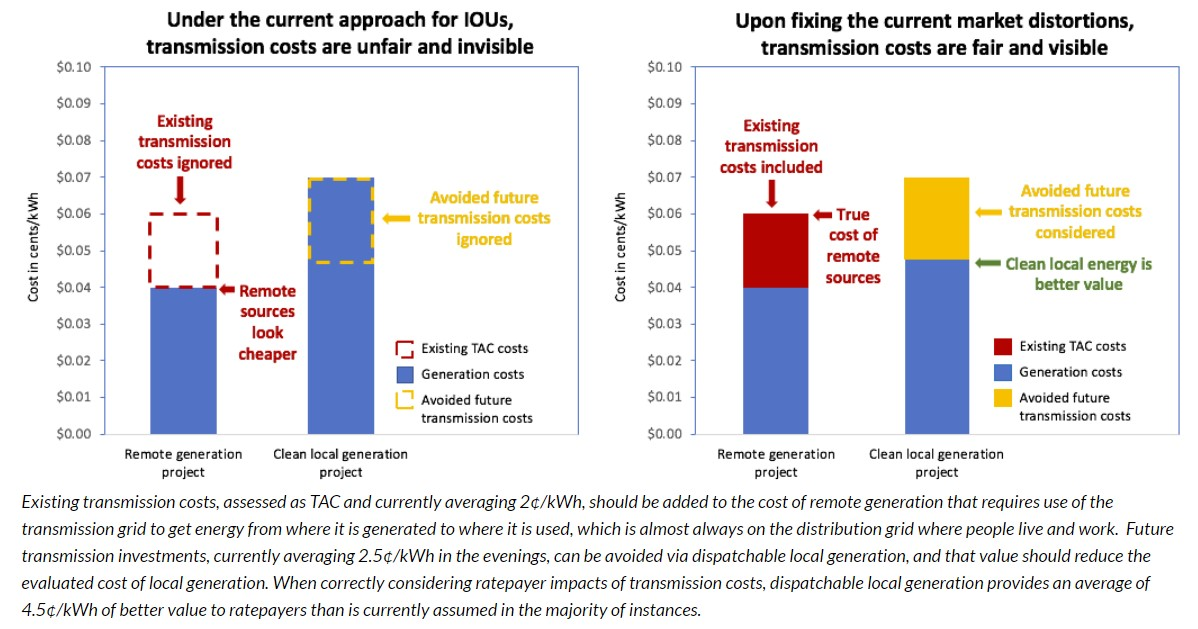 Under the current approach for IOUs,
transmission costs are unfair and invisible
$0.10
$0.09
$0.08
$0.07
$0.06
$0.05
$0.04
$0.03
$0.02
$0.01
$0.00
Cost in cents/kWh
Existing
transmission
costs ignored
Remote
sources
look
cheaper
Avoided future
transmission costs
ignored
Existing TAC costs
Generation costs
Avoided future
transmission costs
Remote generation
project
Clean local generation
project
Upon fixing the current market distortions,
transmission costs are fair and visible
$0.10
$0.09
$0.08
$0.07
$0.06
$0.05
$0.04
$0.03
$0.02
$0.01
$0.00
Cost in cents/kWh
Existing
transmission
costs included
True
cost of
remote
sources
Avoided future
transmission costs
considered
Clean local energy is
better value
Existing TAC costs
Generation costs
Avoided future
transmission costs
Remote generation
project
Clean local generation
project
Existing transmission costs, assessed as TAC and currently averaging 2¢/kWh, should be added to the cost of remote generation that requires use of the
transmission grid to get energy from where it is generated to where it is used, which is almost always on the distribution grid where people live and work. Future
transmission investments, currently averaging 2.5¢/kWh in the evenings, can be avoided via dispatchable local generation, and that value should reduce the
evaluated cost of local generation. When correctly considering ratepayer impacts of transmission costs, dispatchable local generation provides an average of
4.5¢/kWh of better value to ratepayers than is currently assumed in the majority of instances.